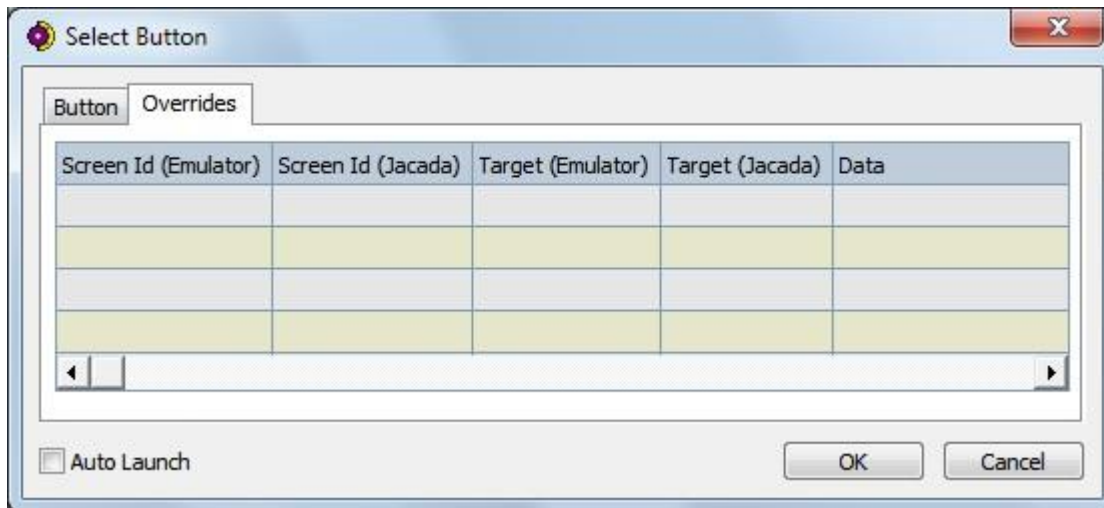 Select Button
Button Overrides
Screen Id (Emulator) Screen Id (Jacada) Target (Emulator) Target (Jacada) Data
Auto Launch OK Cancel